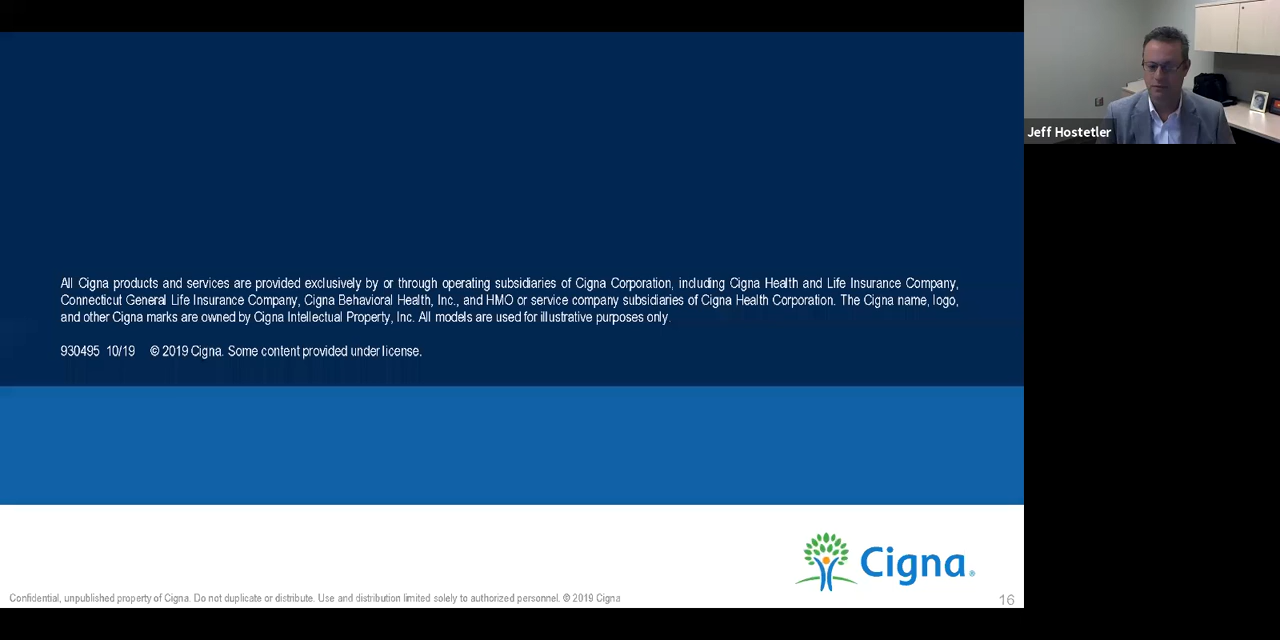 Jeff Hostetler
All Cigna products and services are provided exclusively by or through operating subsidiaries of Cigna Corporation, including Cigna Health and Life Insurance Company,
Connecticut General Life Insurance Company, Cigna Behavioral Health, Inc., and HMO or service company subsidiaries of Cigna Health Corporation. The Cigna name, logo,
and other Cigna marks are owned by Cigna Intellectual Property, Inc. All models are used for illustrative purposes only.
930495 10/19 © 2019 Cigna. Some content provided under license.
Cigna®
Confidential, unpublished property of Cigna. Do not duplicate or distribute. Use and distribution limited solely to authorized personnel. © 2019 Cigna
16